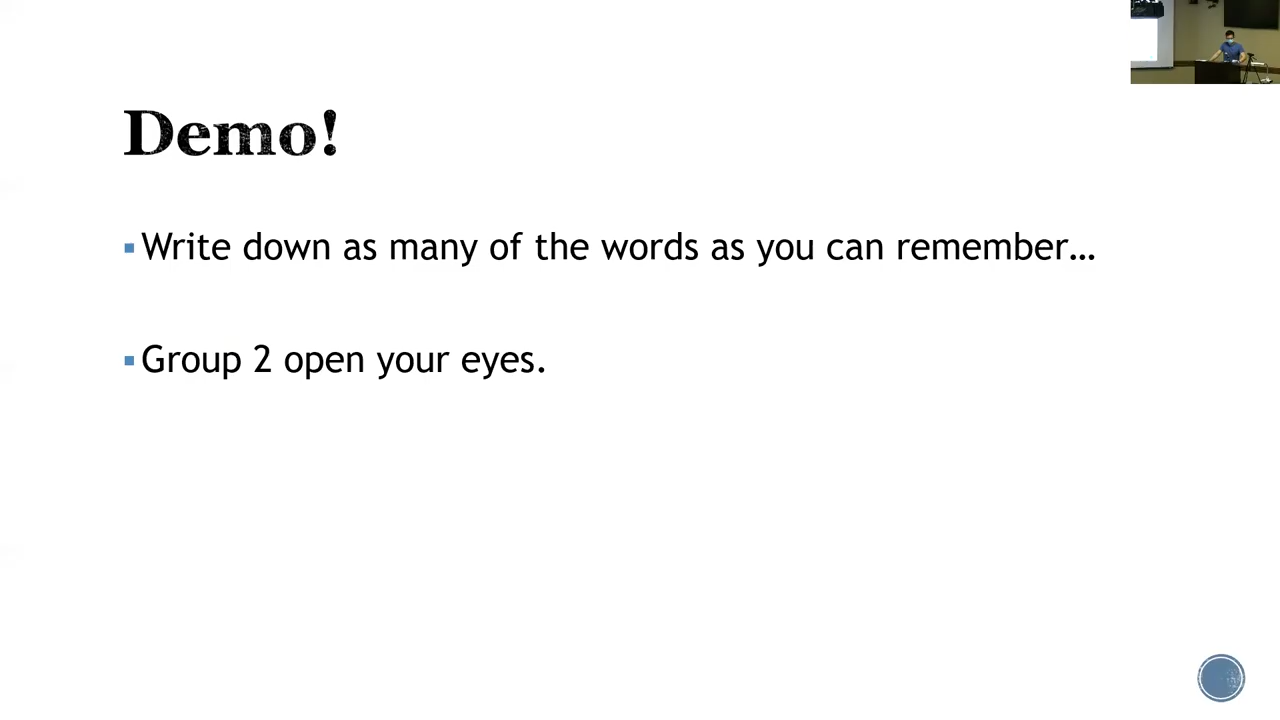 Demo!
▪Write down as many of the words as you can remember…
▪Group 2 open your eyes.